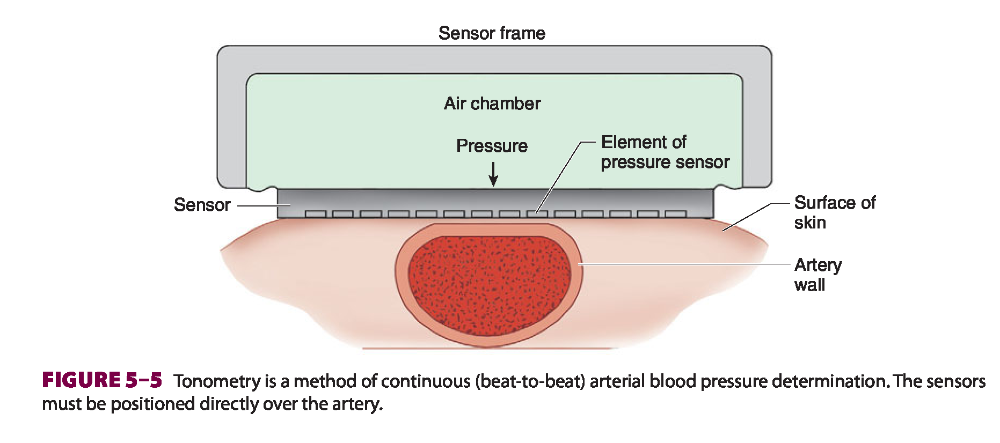 Sensor frame
Air chamber
Pressure
Element of
pressure sensor
Sensor
Surface of
skin
Artery
wall
FIGURE 5–5 Tonometry is a method of continuous (beat-to-beat) arterial blood pressure determination. The sensors
must be positioned directly over the artery.